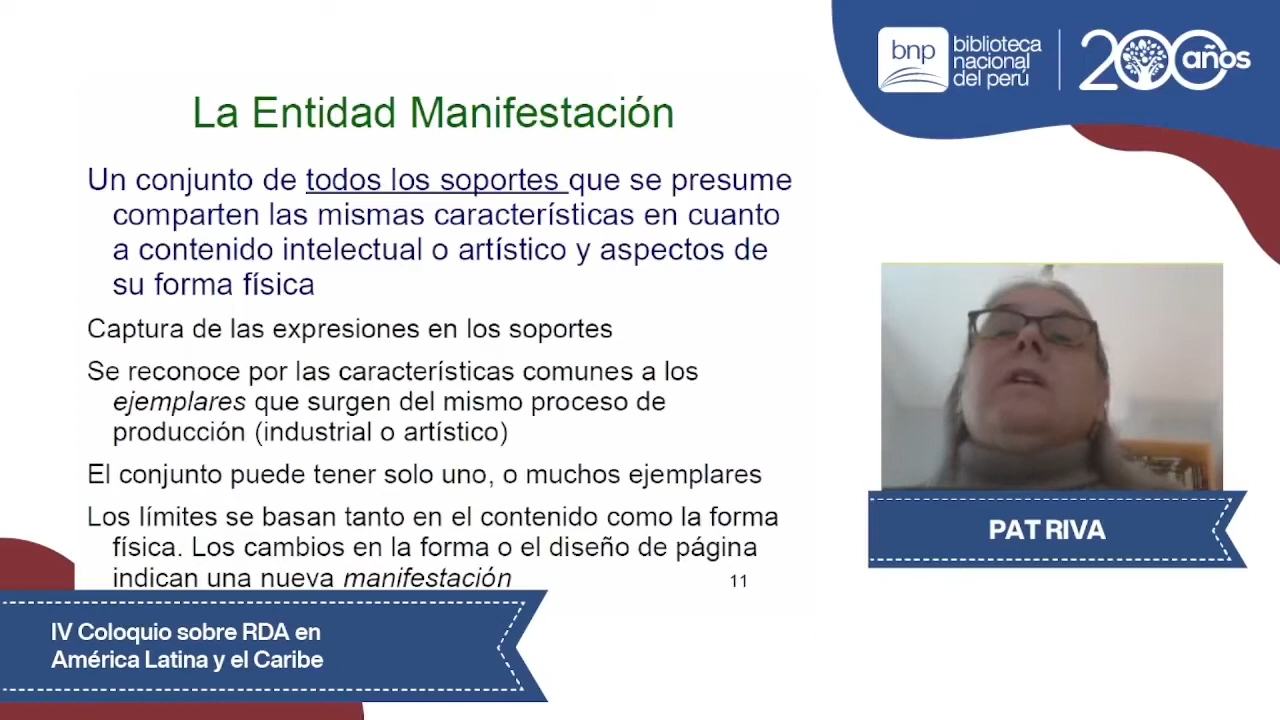 bnp
biblioteca
nacional
del perú
200 años
La Entidad Manifestación
Un conjunto de todos los soportes que se presume
comparten las mismas características en cuanto
a contenido intelectual o artístico y aspectos de
su forma física
Captura de las expresiones en los soportes
Se reconoce por las características comunes a los
ejemplares que surgen del mismo proceso de
producción (industrial o artístico)
El conjunto puede tener solo uno, o muchos ejemplares
Los límites se basan tanto en el contenido como la forma
física. Los cambios en la forma o el diseño de página
indican una nueva manifestación
11
PAT RIVA
IV Coloquio sobre RDA en
América Latina y el Caribe